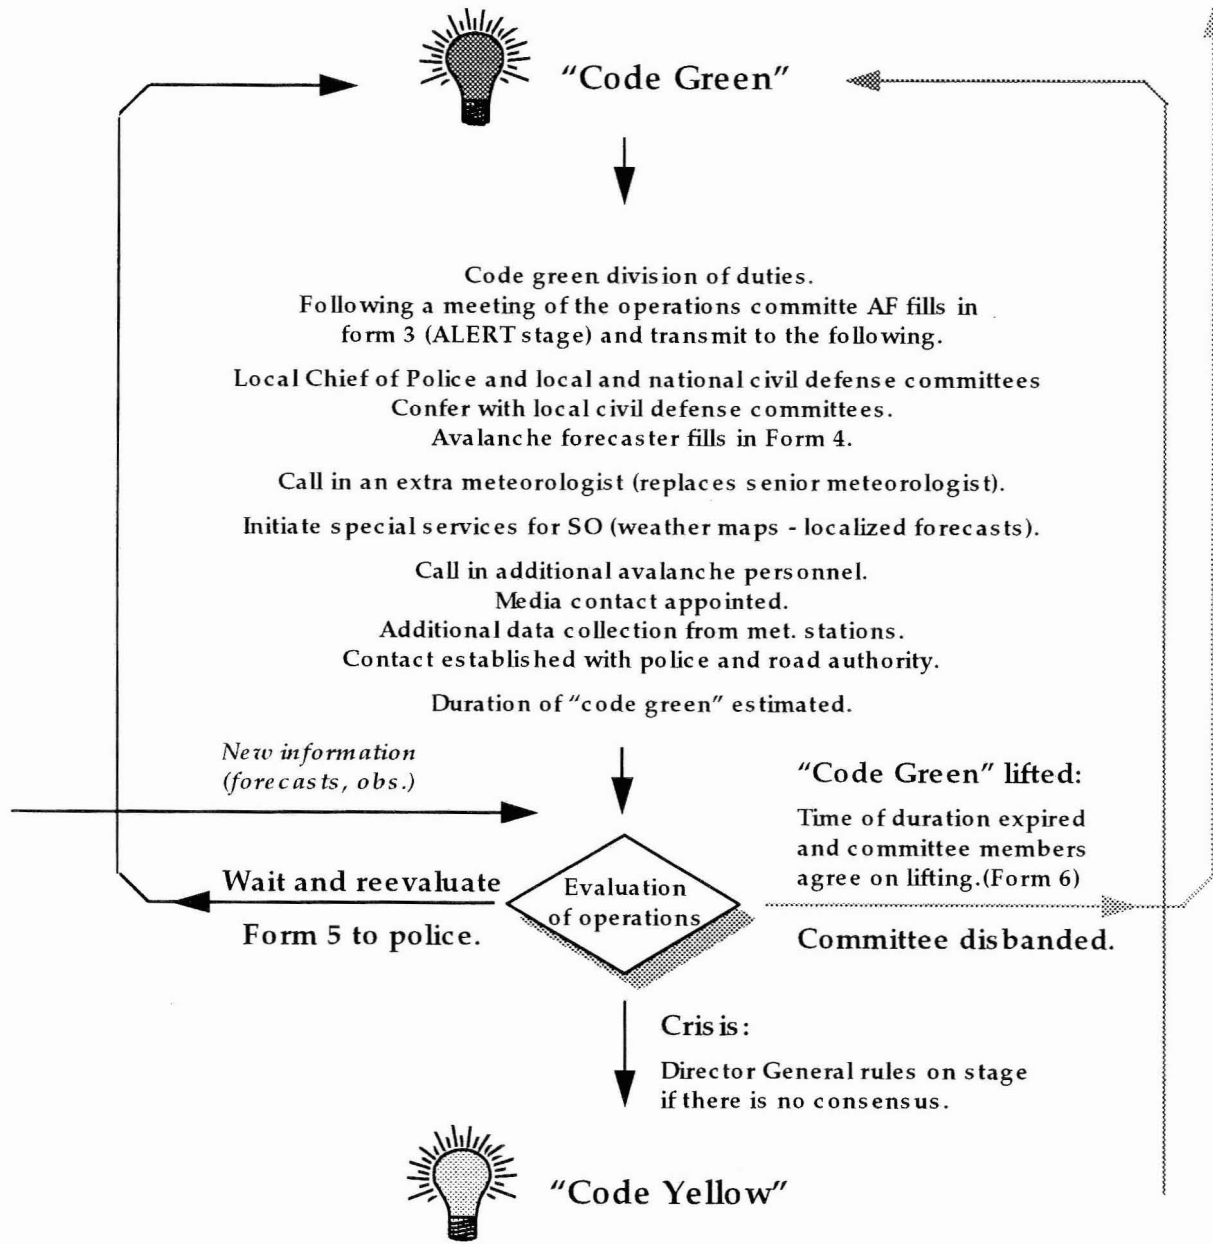 "Code Green"
Code green division of duties.
Following a meeting of the operations committe AF fills in
form 3 (ALERT stage) and transmit to the following.
Local Chief of Police and local and national civil defense committees
Confer with local civil defense committees.
Avalanche forecaster fills in Form 4.
Call in an extra meteorologist (replaces senior meteorologist).
Initiate special services for SO (weather maps - localized forecasts).
Call in additional avalanche personnel.
Media contact appointed.
Additional data collection from met. stations.
Contact established with police and road authority.
Duration of "code green" estimated.
New information
(forecasts, obs.)
"Code Green" lifted:
Time of duration expired
and committee members
agree on lifting.(Form 6)
Wait and reevaluate
Evaluation
of operations
Form 5 to police.
Committee disbanded.
Crisis:
Director General rules on stage
if there is no consensus.
"Code Yellow"